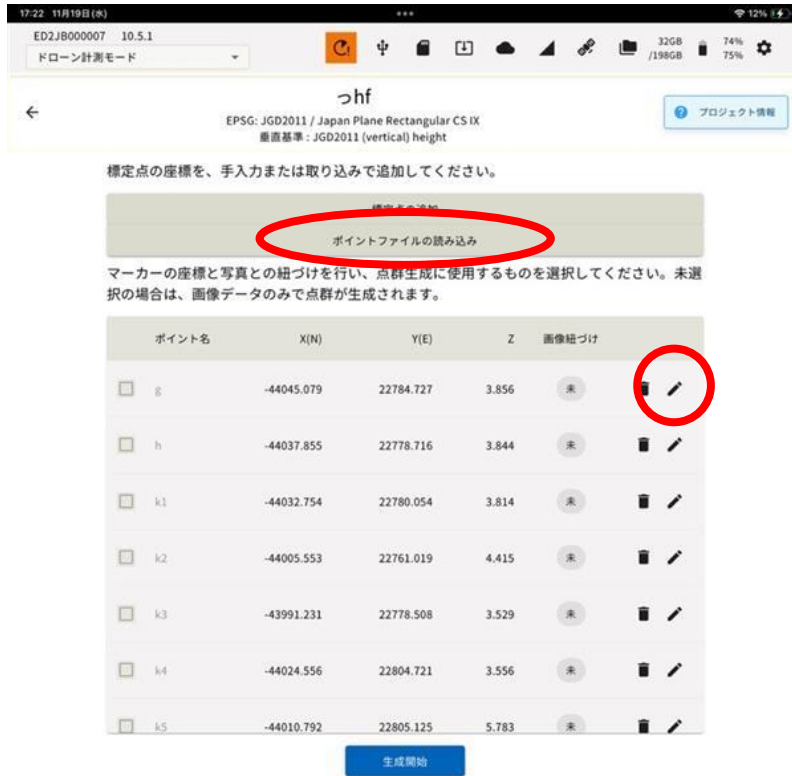 17:22 11月19日(水)
12%
ED2JB000007 10.5.1
ドローン計測モード
32GB
/198GB
74%
75%
っhf
EPSG: JGD2011 / Japan Plane Rectangular CS IX
垂直基準 : JGD2011 (vertical) height
プロジェクト情報
標定点の座標を、手入力または取り込みで追加してください。
標定点の追加
ポイントファイルの読み込み
マーカーの座標と写真との紐づけを行い、点群生成に使用するものを選択してください。未選
択の場合は、画像データのみで点群が生成されます。
ポイント名 X(N) Y(E) Z 画像紐づけ
g -44045.079 22784.727 3.856 未
h -44037.855 22778.716 3.844 未
k1 -44032.754 22780.054 3.814 未
k2 -44005.553 22761.019 4.415 未
k3 -43991.231 22778.508 3.529 未
k4 -44024.556 22804.721 3.556 未
k5 -44010.792 22805.125 5.783 未
生成開始